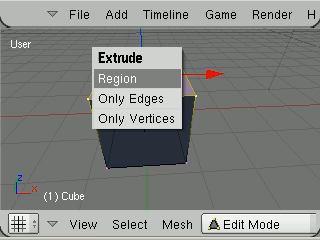 File Add Timeline Game Render H
User
Extrude
Region
Only Edges
Only Vertices
z
x
(1) Cube
View Select Mesh Edit Mode